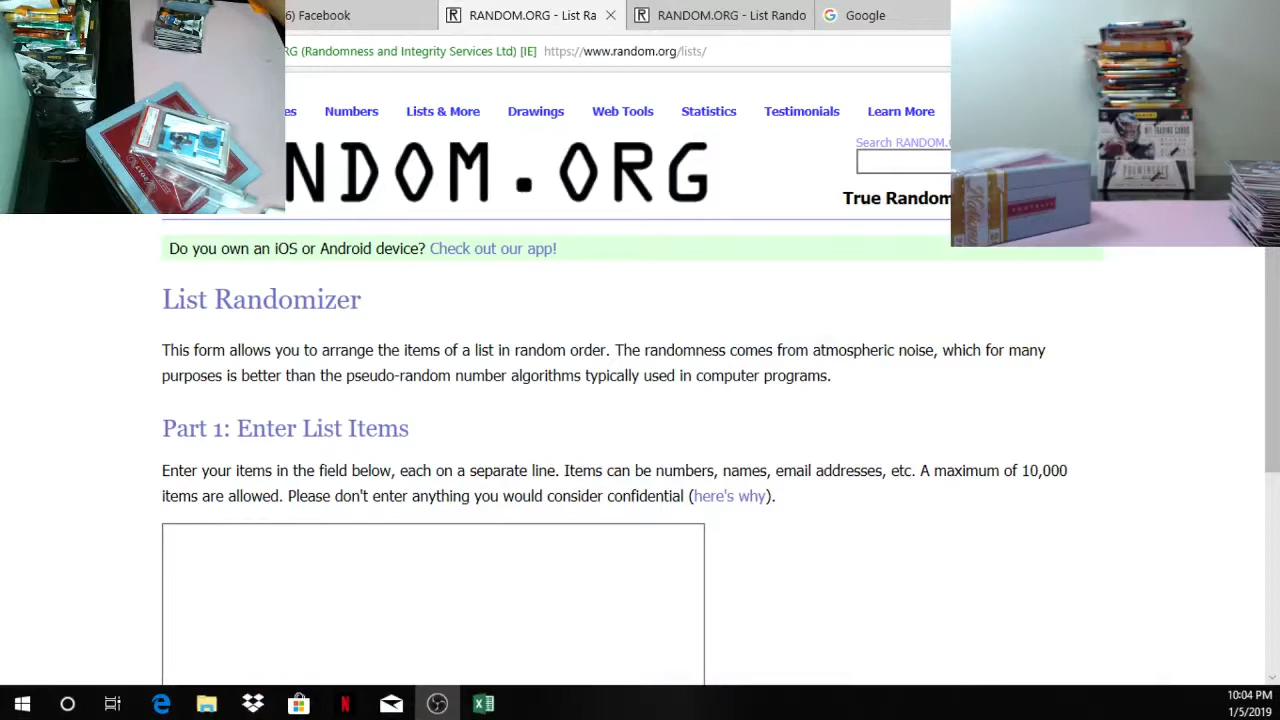 6) Facebook
RANDOM.ORG - List Ra
RANDOM.ORG - List Rando
Google
RG (Randomness and Integrity Services Ltd) [IE] https://www.random.org/lists/
es Numbers Lists & More Drawings Web Tools Statistics Testimonials Learn More
NDOM.ORG
Search RANDOM.
True Random
PANINI
NFL TRADING CARDS
PROMINENCE
Do you own an iOS or Android device? Check out our app!
List Randomizer
This form allows you to arrange the items of a list in random order. The randomness comes from atmospheric noise, which for many
purposes is better than the pseudo-random number algorithms typically used in computer programs.
Part 1: Enter List Items
Enter your items in the field below, each on a separate line. Items can be numbers, names, email addresses, etc. A maximum of 10,000
items are allowed. Please don't enter anything you would consider confidential (here's why).
10:04 PM
1/5/2019